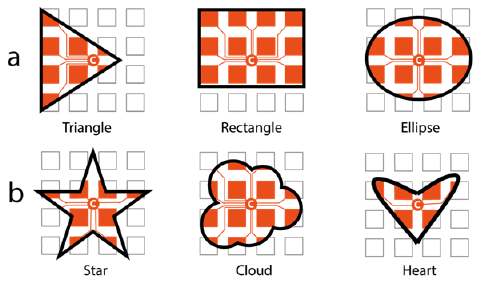 a
C C C
Triangle Rectangle Ellipse
b
C C C
Star Cloud Heart